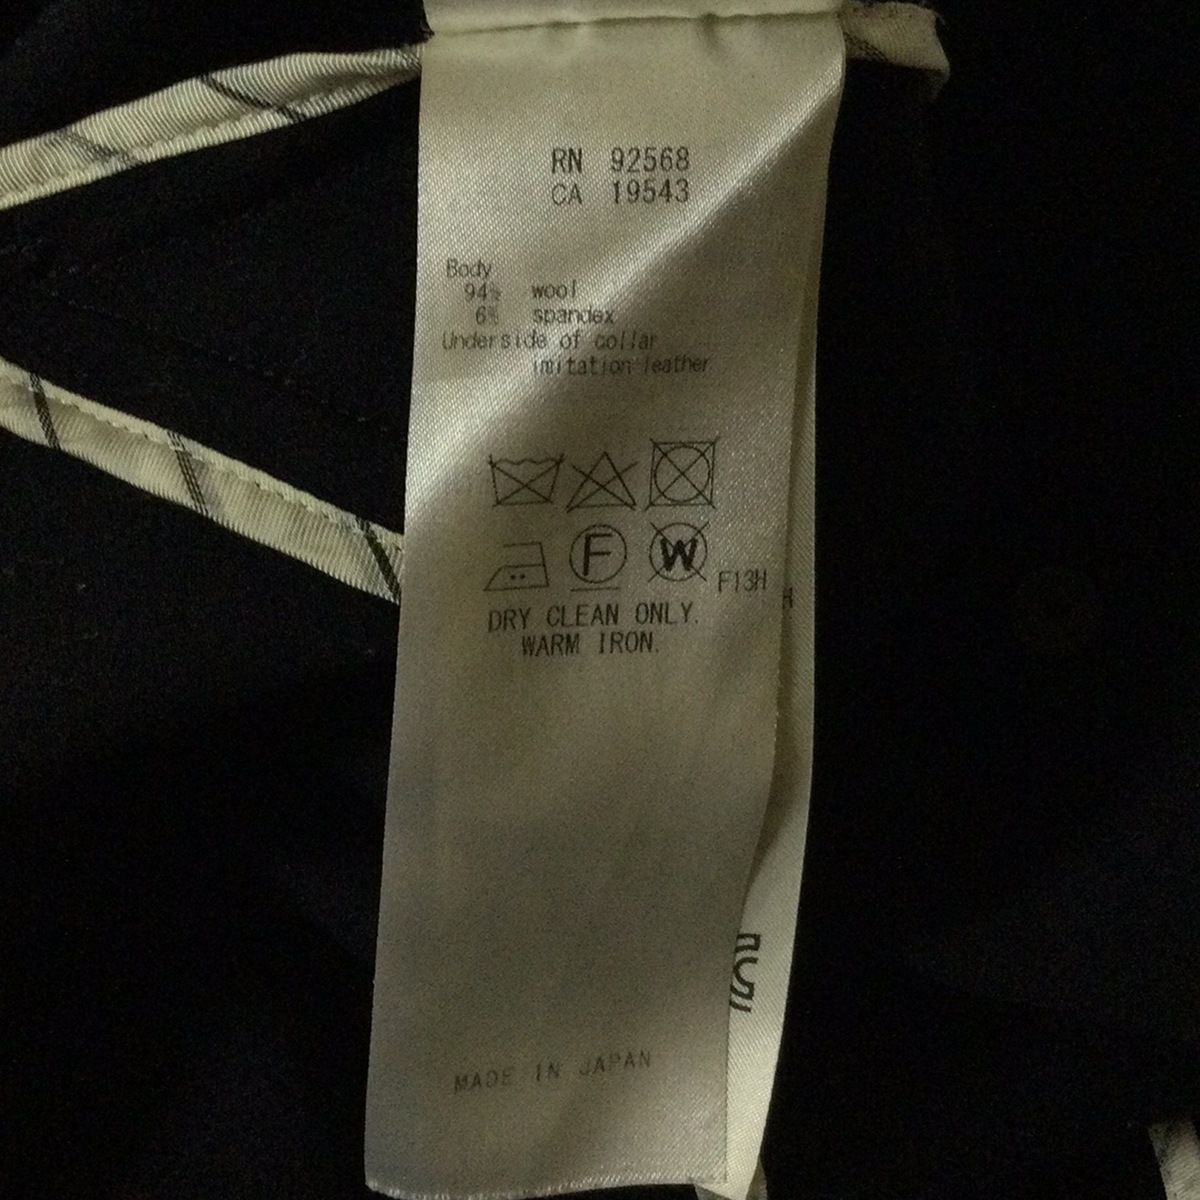 RN 92568
CA 19543
Body
94% wool
6% spandex
Underside of collar
imitation leather
F
W
F13H
H
DRY CLEAN ONLY.
WARM IRON.
MADE IN JAPAN